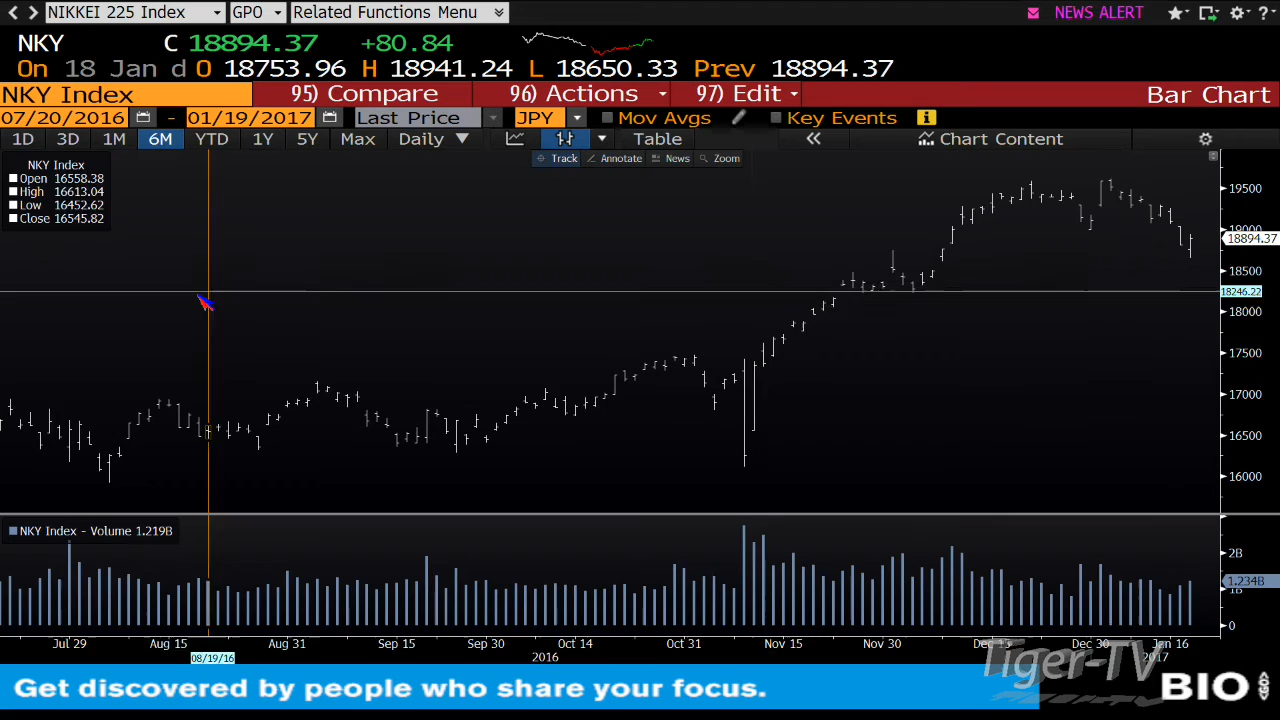 NIKKEI 225 Index GPO Related Functions Menu NEWS ALERT ?
NKY C 18894.37 +80.84
On 18 Jan d O 18753.96 H 18941.24 L 18650.33 Prev 18894.37
NKY Index 95) Compare 96) Actions 97) Edit Bar Chart
07/20/2016 - 01/19/2017 Last Price JPY Mov Avgs Key Events i
1D 3D 1M 6M YTD 1Y 5Y Max Daily Table Chart Content
Track Annotate News Zoom
NKY Index
Open 16558.38
High 16613.04
Low 16452.62
Close 16545.82
19500
19000
18894.37
18500
18246.22
18000
17500
17000
16500
16000
NKY Index - Volume 1.219B
2B
1.234B
1B
0
Jul 29 Aug 15 Aug 31 Sep 15 Sep 30 Oct 14 Oct 31 Nov 15 Nov 30 Dec 15 Dec 30 Jan 16
08/19/16 2016 2017
Tiger-TV
Get discovered by people who share your focus.
BIO